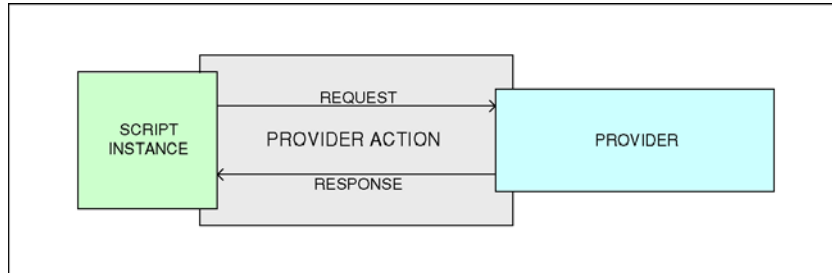 REQUEST
SCRIPT
INSTANCE
PROVIDER ACTION
PROVIDER
RESPONSE